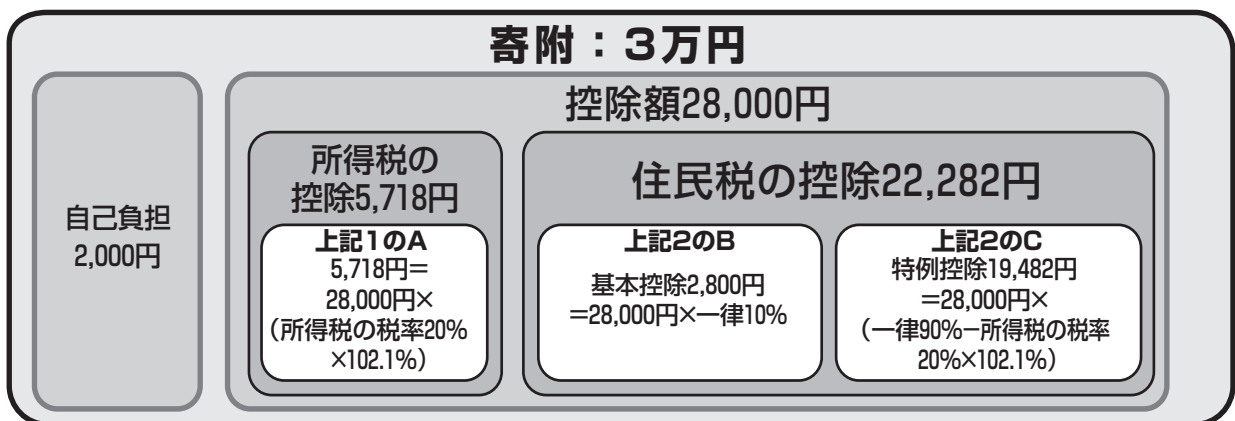 寄附：3万円
自己負担
2,000円
控除額28,000円
所得税の
控除5,718円
上記1のA
5,718円＝
28,000円×
（所得税の税率20%
×102.1%）
住民税の控除22,282円
上記2のB
基本控除2,800円
＝28,000円×一律10%
上記2のC
特例控除19,482円
＝28,000円×
（一律90%−所得税の税率
20%×102.1%）